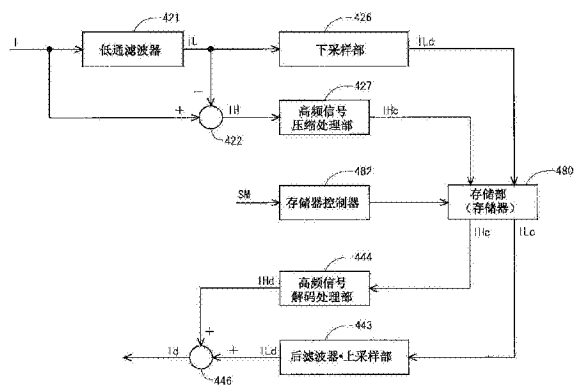 421
426
I
低通滤波器
IL
下采样部
ILc
427
−
+
IH
高频信号
压缩处理部
IHc
422
482
480
SM
存储器控制器
存储部
(存储器)
444
IHc
ILc
IHd
高频信号
解码处理部
+
443
Id
+
ILd
后滤波器·上采样部
446